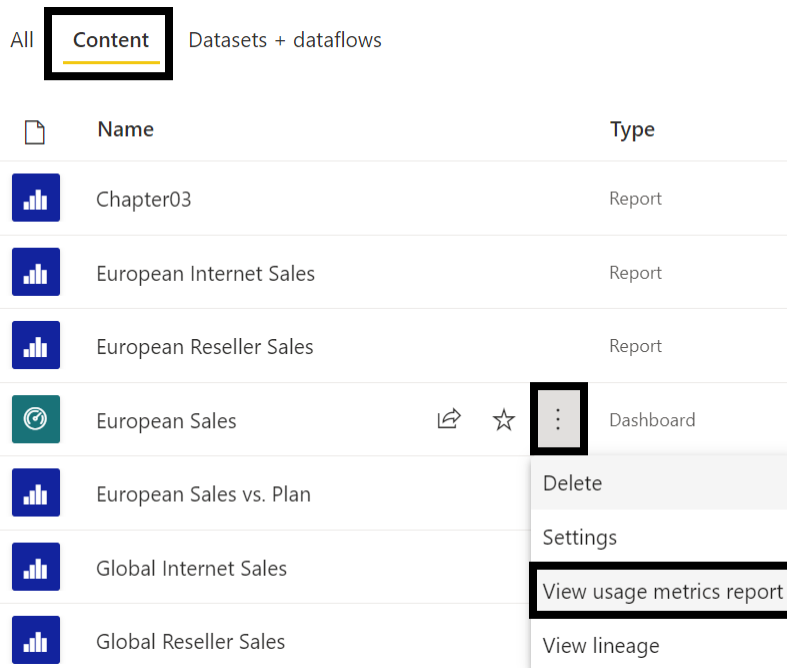 All Content Datasets + dataflows
Name Type
Chapter03 Report
European Internet Sales Report
European Reseller Sales Report
European Sales Dashboard
Delete
European Sales vs. Plan
Settings
Global Internet Sales
View usage metrics report
Global Reseller Sales
View lineage